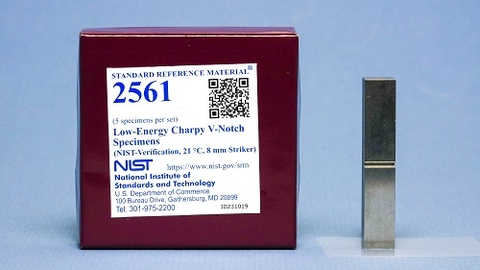 STANDARD REFERENCE MATERIAL®
2561
(5 specimens per set)
Low-Energy Charpy V-Notch
Specimens
(NIST-Verification, 21 °C, 8 mm Striker)
NIST https://www.nist.gov/srm
National Institute of
Standards and Technology
U.S. Department of Commerce
100 Bureau Drive, Gaithersburg, MD 20899
Tel. 301-975-2200 ID231019